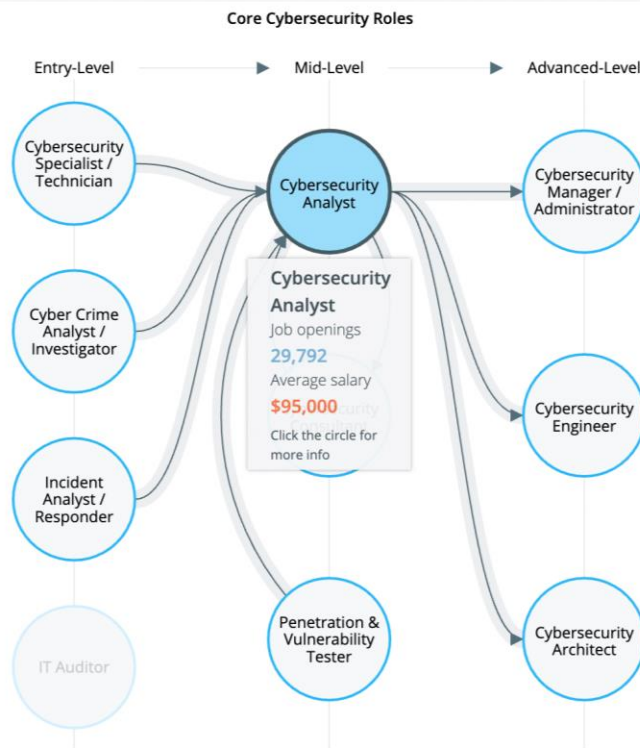 Core Cybersecurity Roles
Entry-Level
Mid-Level
Advanced-Level
Cybersecurity
Specialist /
Technician
Cybersecurity
Analyst
Cybersecurity
Manager /
Administrator
Cybersecurity
Analyst
Job openings
29,792
Average salary
$95,000
Click the circle for
more info
Cyber Crime
Analyst /
Investigator
Cybersecurity
Consultant
Cybersecurity
Engineer
Incident
Analyst /
Responder
Penetration &
Vulnerability
Tester
Cybersecurity
Architect
IT Auditor